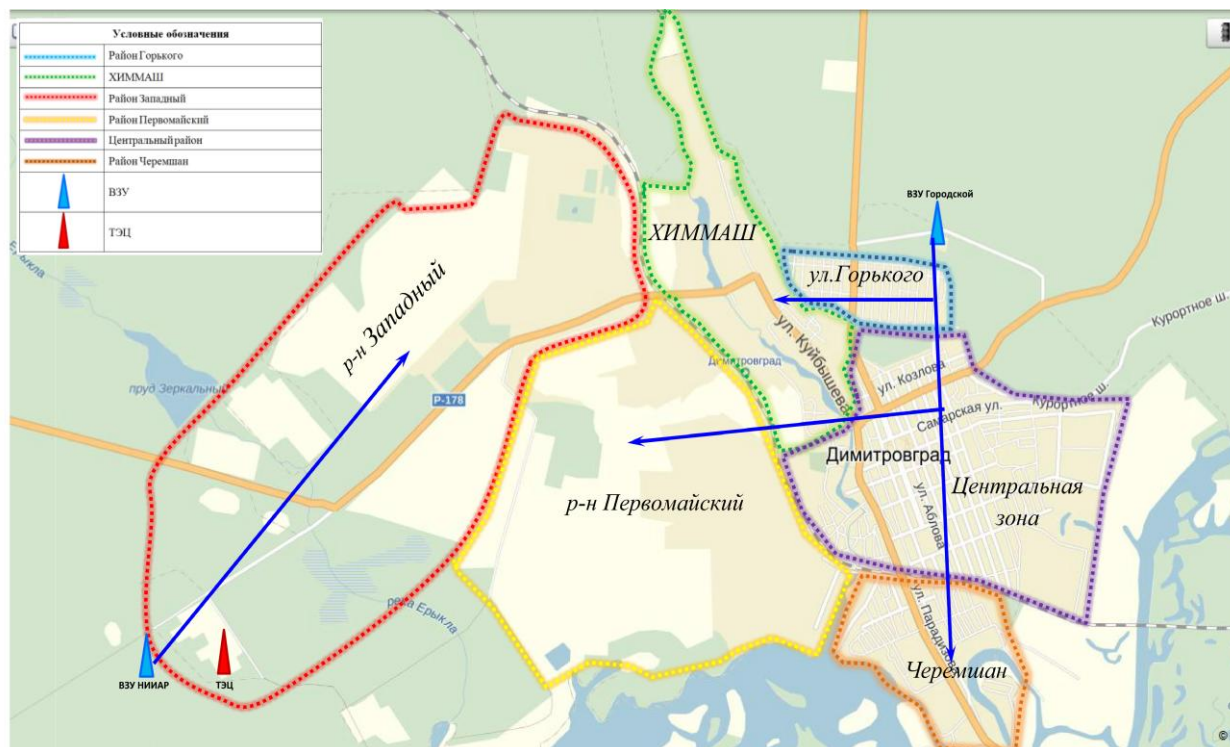 Условные обозначения
Район Горького
ХИММАШ
Район Западный
Район Первомайский
Центральный район
Район Черемшан
ВЗУ
ТЭЦ
ВЗУ Городской
ХИММАШ
ул.Горького
Курортное ш.
р-н Западный
ул. Куйбышева
Димитровград
ул. Козлова
пруд Зеркальный
Р-178
Самарская ул.
Курортное ш.
Димитровград
р-н Первомайский
ул. Аблова
Центральная
зона
река Ерыкла
ул. Парадизова
Черемшан
ВЗУ НИИАР
ТЭЦ
©